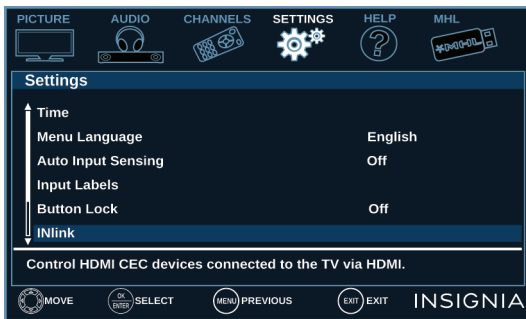 PICTURE AUDIO CHANNELS SETTINGS HELP MHL
MHL
Settings
Time
Menu Language English
Auto Input Sensing Off
Input Labels
Button Lock Off
INlink
Control HDMI CEC devices connected to the TV via HDMI.
MOVE OK ENTER SELECT MENU PREVIOUS EXIT EXIT INSIGNIA